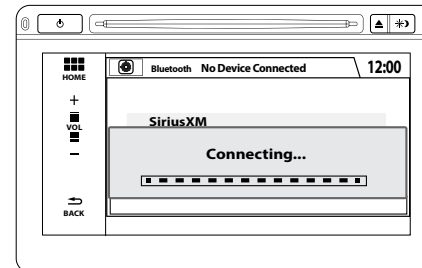 HOME
Bluetooth No Device Connected
12:00
+
VOL
–
SiriusXM
Connecting...
BACK